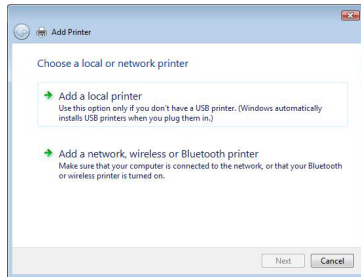 Add Printer
Choose a local or network printer
Add a local printer
Use this option only if you don't have a USB printer. (Windows automatically
installs USB printers when you plug them in.)
Add a network, wireless or Bluetooth printer
Make sure that your computer is connected to the network, or that your Bluetooth
or wireless printer is turned on.
Next
Cancel